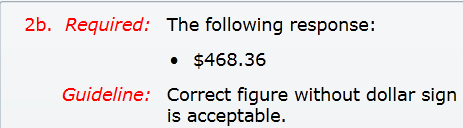 2b. Required: The following response:
• $468.36
Guideline: Correct figure without dollar sign
is acceptable.